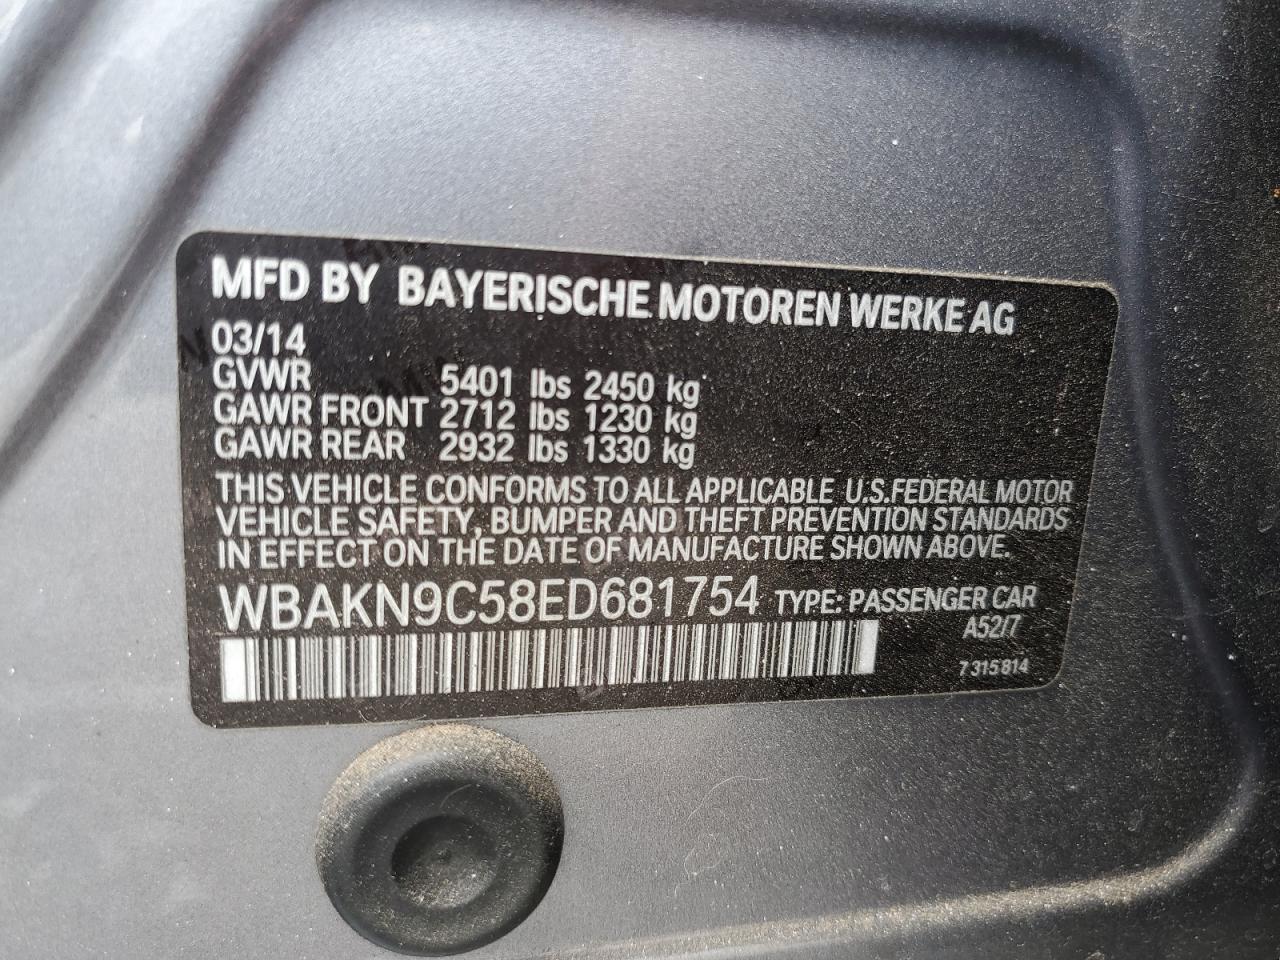 MFD BY BAYERISCHE MOTOREN WERKE AG
03/14
GVWR 5401 lbs 2450 kg
GAWR FRONT 2712 lbs 1230 kg
GAWR REAR 2932 lbs 1330 kg
THIS VEHICLE CONFORMS TO ALL APPLICABLE U.S.FEDERAL MOTOR
VEHICLE SAFETY, BUMPER AND THEFT PREVENTION STANDARDS
IN EFFECT ON THE DATE OF MANUFACTURE SHOWN ABOVE.
WBAKN9C58ED681754 TYPE: PASSENGER CAR
A52/7
7 315 814